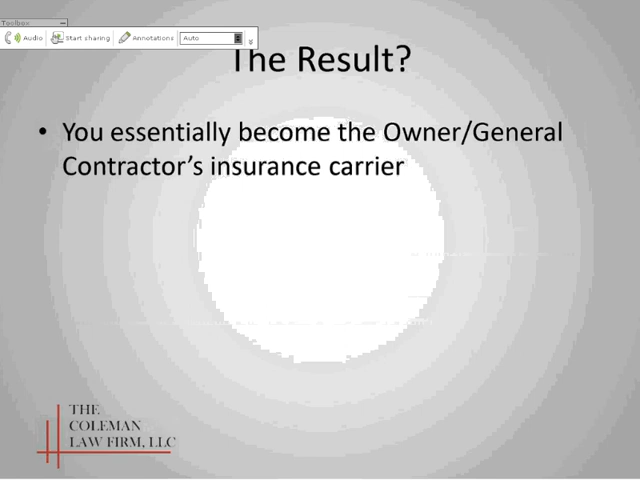 Toolbox
Audio
Start sharing
Annotations
Auto
The Result?
• You essentially become the Owner/General
Contractor's insurance carrier
THE
COLEMAN
LAW FIRM, LLC